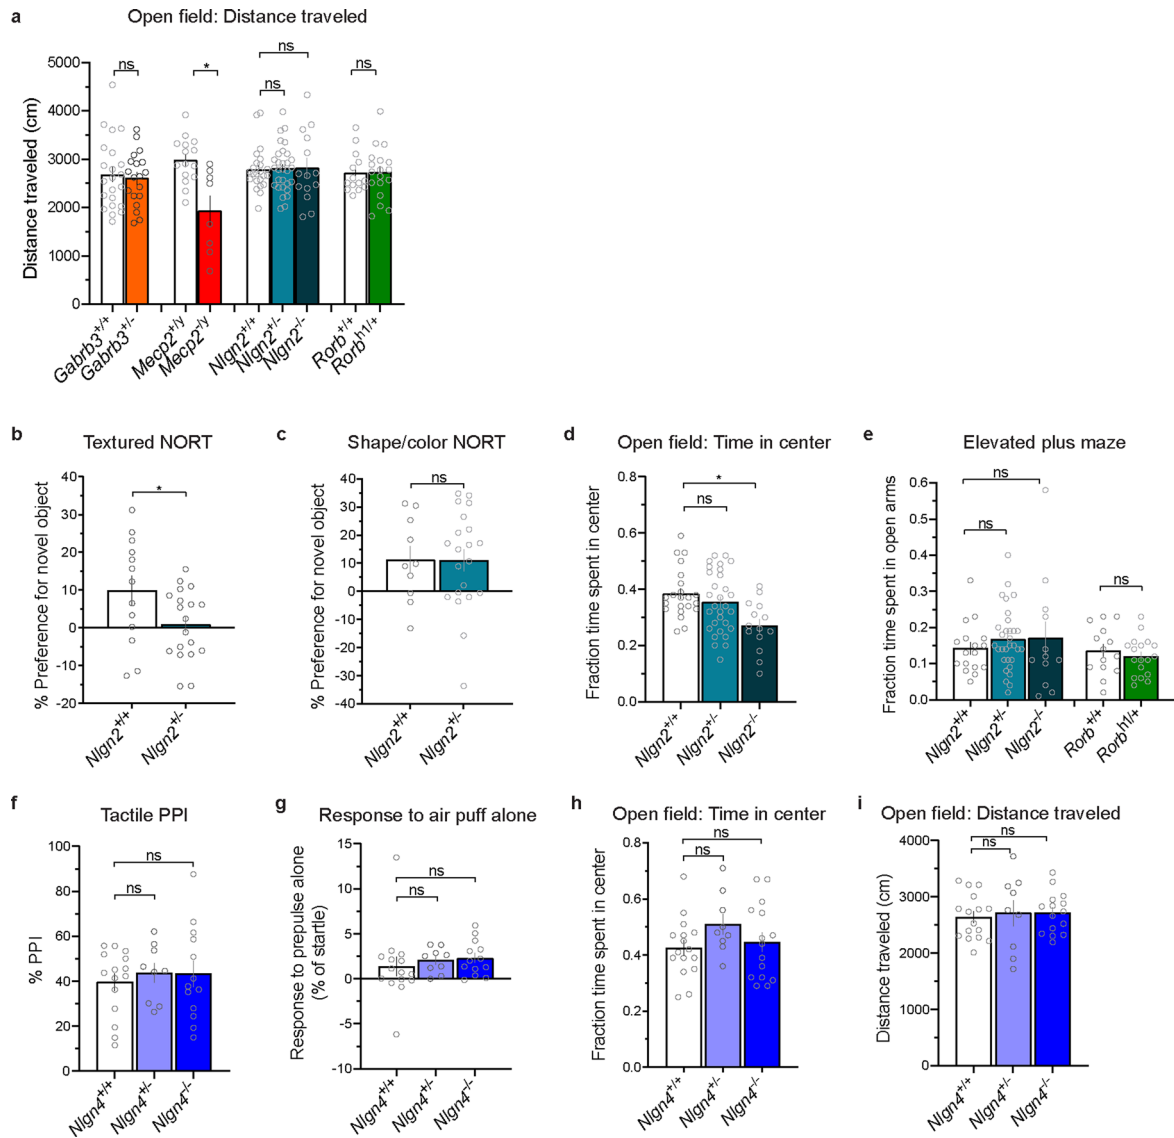 a
Open field: Distance traveled
Distance traveled (cm)
5000
4000
3000
2000
1000
0
ns
*
ns
ns
ns
Gabrb3+/+
Gabrb3+/-
Mecp2+/y
Mecp2-/y
Nlgn2+/+
Nlgn2+/-
Nlgn2-/-
Rorb+/+
Rorbh1/+
b
Textured NORT
% Preference for novel object
40
30
20
10
0
-10
-20
*
Nlgn2+/+
Nlgn2+/-
c
Shape/color NORT
% Preference for novel object
40
30
20
10
0
-10
-20
-30
-40
ns
Nlgn2+/+
Nlgn2+/-
d
Open field: Time in center
Fraction time spent in center
0.8
0.6
0.4
0.2
0.0
*
ns
Nlgn2+/+
Nlgn2+/-
Nlgn2-/-
e
Elevated plus maze
Fraction time spent in open arms
0.6
0.5
0.4
0.3
0.2
0.1
0.0
ns
ns
ns
Nlgn2+/+
Nlgn2+/-
Nlgn2-/-
Rorb+/+
Rorbh1/+
f
Tactile PPI
% PPI
100
80
60
40
20
0
ns
ns
Nlgn4+/+
Nlgn4+/-
Nlgn4-/-
g
Response to air puff alone
Response to prepulse alone
(% of startle)
15
10
5
0
-5
-10
ns
ns
Nlgn4+/+
Nlgn4+/-
Nlgn4-/-
h
Open field: Time in center
Fraction time spent in center
0.8
0.6
0.4
0.2
0.0
ns
ns
Nlgn4+/+
Nlgn4+/-
Nlgn4-/-
i
Open field: Distance traveled
Distance traveled (cm)
4000
3000
2000
1000
0
ns
ns
Nlgn4+/+
Nlgn4+/-
Nlgn4-/-